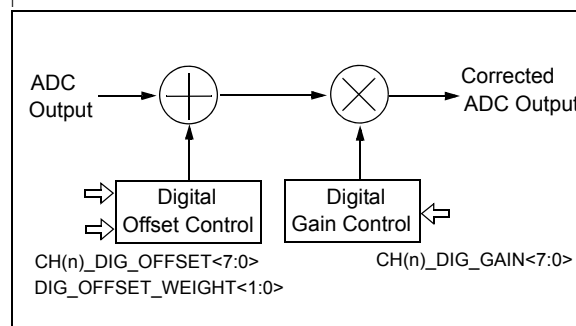 ADC
Output
Corrected
ADC Output
Digital
Offset Control
Digital
Gain Control
CH(n)_DIG_OFFSET<7:0>
DIG_OFFSET_WEIGHT<1:0>
CH(n)_DIG_GAIN<7:0>